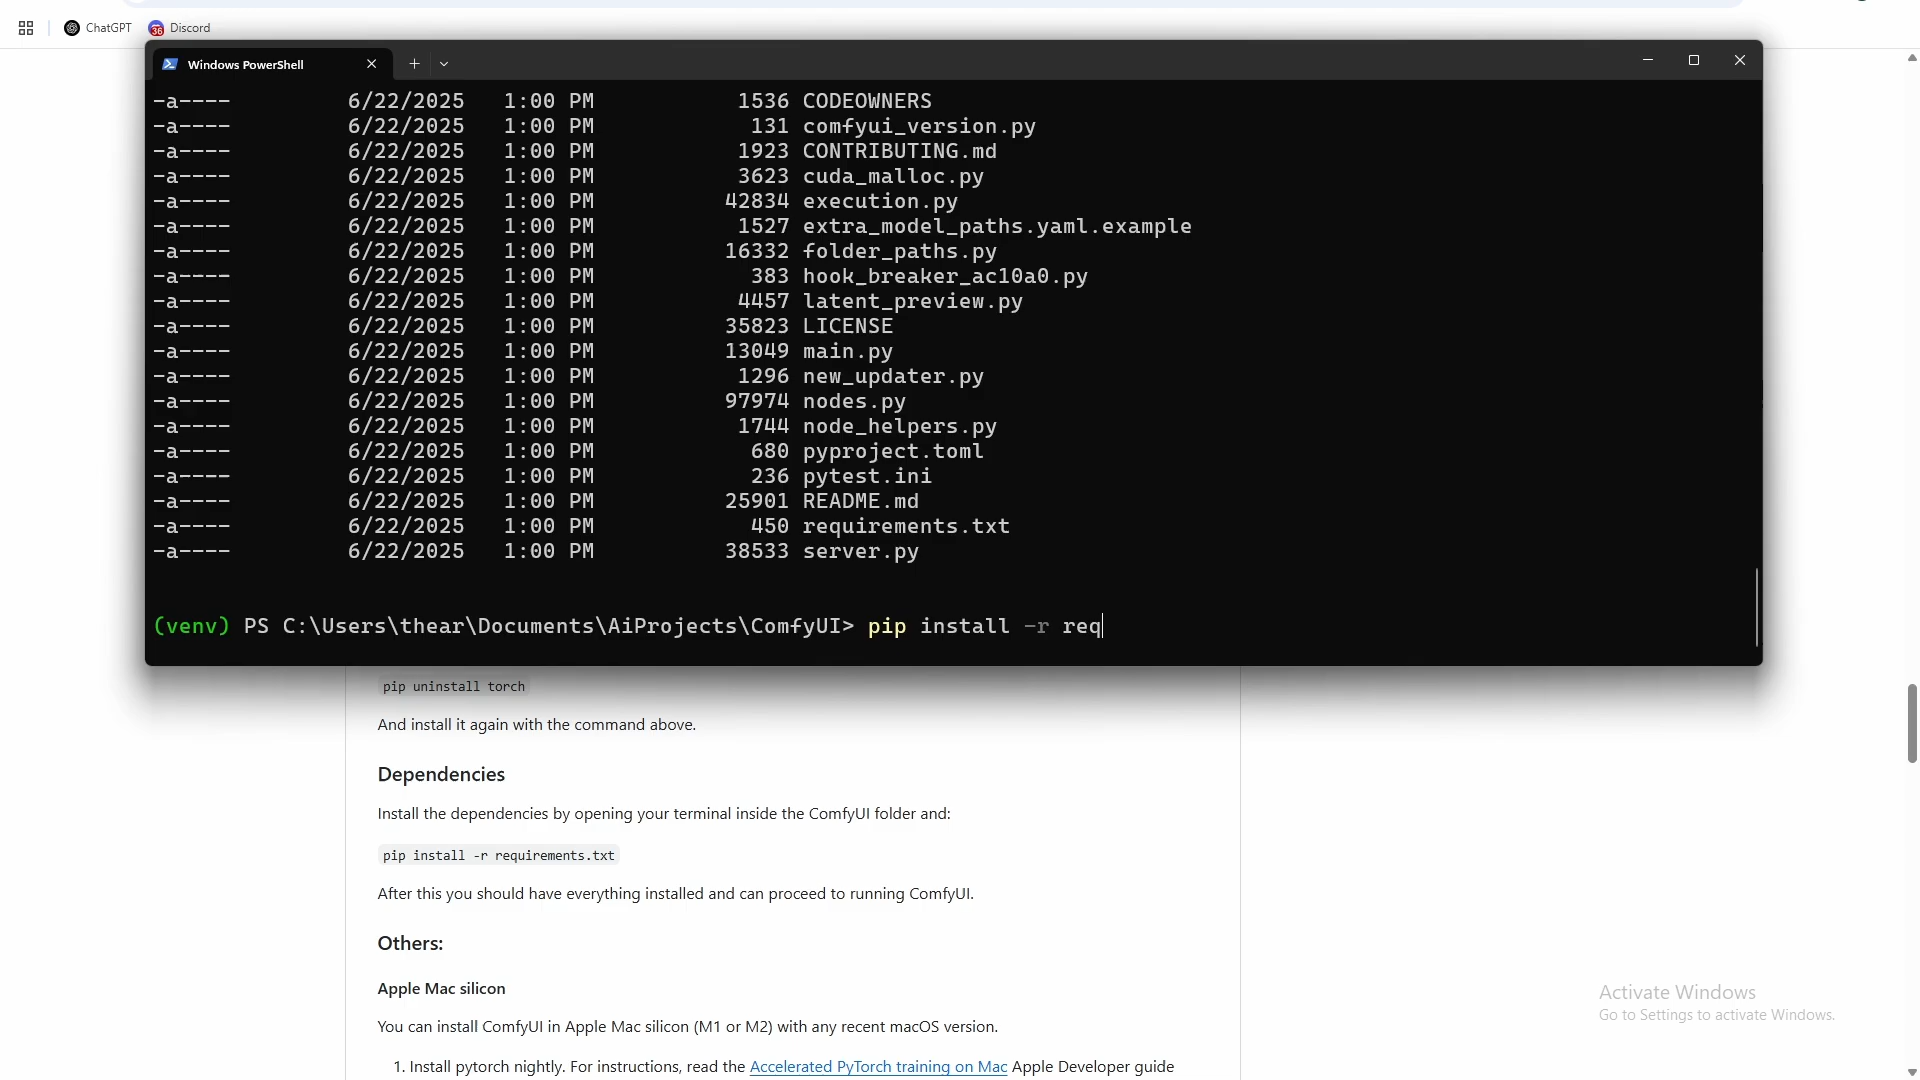 ChatGPT
36
Discord
Windows PowerShell
-a---- 6/22/2025 1:00 PM 1536 CODEOWNERS
-a---- 6/22/2025 1:00 PM 131 comfyui_version.py
-a---- 6/22/2025 1:00 PM 1923 CONTRIBUTING.md
-a---- 6/22/2025 1:00 PM 3623 cuda_malloc.py
-a---- 6/22/2025 1:00 PM 42834 execution.py
-a---- 6/22/2025 1:00 PM 1527 extra_model_paths.yaml.example
-a---- 6/22/2025 1:00 PM 16332 folder_paths.py
-a---- 6/22/2025 1:00 PM 383 hook_breaker_ac10a0.py
-a---- 6/22/2025 1:00 PM 4457 latent_preview.py
-a---- 6/22/2025 1:00 PM 35823 LICENSE
-a---- 6/22/2025 1:00 PM 13049 main.py
-a---- 6/22/2025 1:00 PM 1296 new_updater.py
-a---- 6/22/2025 1:00 PM 97974 nodes.py
-a---- 6/22/2025 1:00 PM 1744 node_helpers.py
-a---- 6/22/2025 1:00 PM 680 pyproject.toml
-a---- 6/22/2025 1:00 PM 236 pytest.ini
-a---- 6/22/2025 1:00 PM 25901 README.md
-a---- 6/22/2025 1:00 PM 450 requirements.txt
-a---- 6/22/2025 1:00 PM 38533 server.py
(venv) PS C:\Users\thear\Documents\AiProjects\ComfyUI> pip install -r req
pip uninstall torch
And install it again with the command above.
Dependencies
Install the dependencies by opening your terminal inside the ComfyUI folder and:
pip install -r requirements.txt
After this you should have everything installed and can proceed to running ComfyUI.
Others:
Apple Mac silicon
You can install ComfyUI in Apple Mac silicon (M1 or M2) with any recent macOS version.
1. Install pytorch nightly. For instructions, read the Accelerated PyTorch training on Mac Apple Developer guide
Activate Windows
Go to Settings to activate Windows.